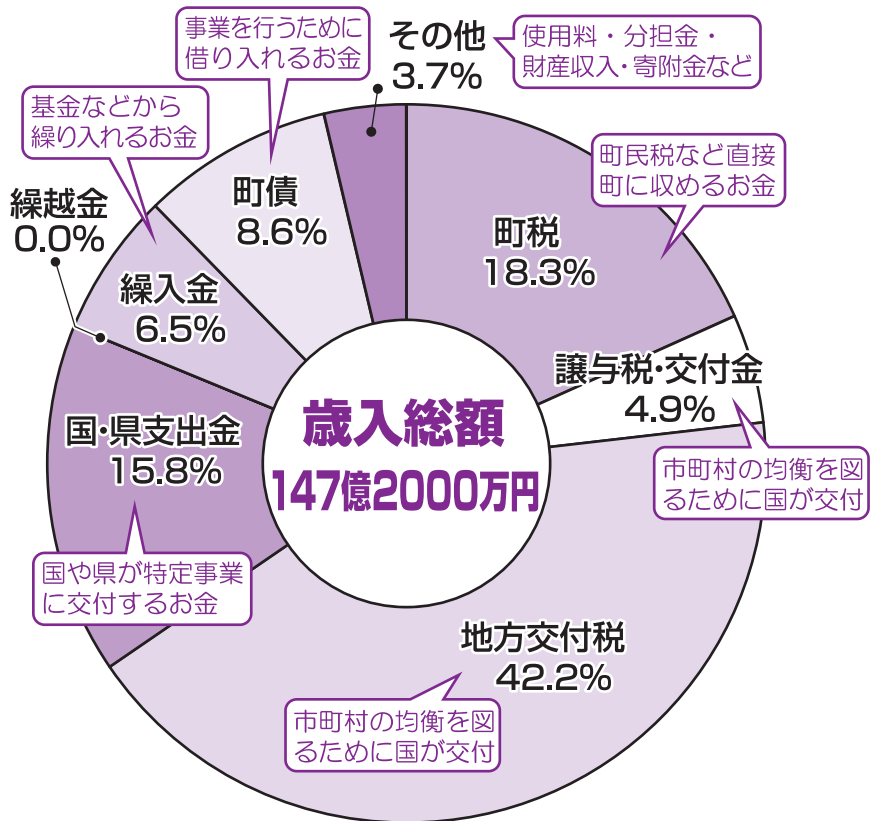 事業を行うために
借り入れるお金
その他
3.7%
使用料・分担金・
財産収入・寄附金など
基金などから
繰り入れるお金
町民税など直接
町に収めるお金
繰越金
0.0%
町債
8.6%
町税
18.3%
繰入金
6.5%
譲与税・交付金
4.9%
歳入総額
147億2000万円
国・県支出金
15.8%
市町村の均衡を図
るために国が交付
国や県が特定事業
に交付するお金
地方交付税
42.2%
市町村の均衡を図
るために国が交付